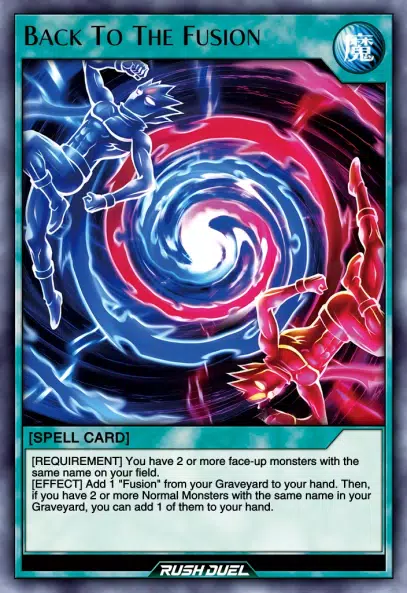 Back To The Fusion
魔
[SPELL CARD]
[REQUIREMENT] You have 2 or more face-up monsters with the
same name on your field.
[EFFECT] Add 1 "Fusion" from your Graveyard to your hand. Then,
if you have 2 or more Normal Monsters with the same name in your
Graveyard, you can add 1 of them to your hand.
RUSH DUEL